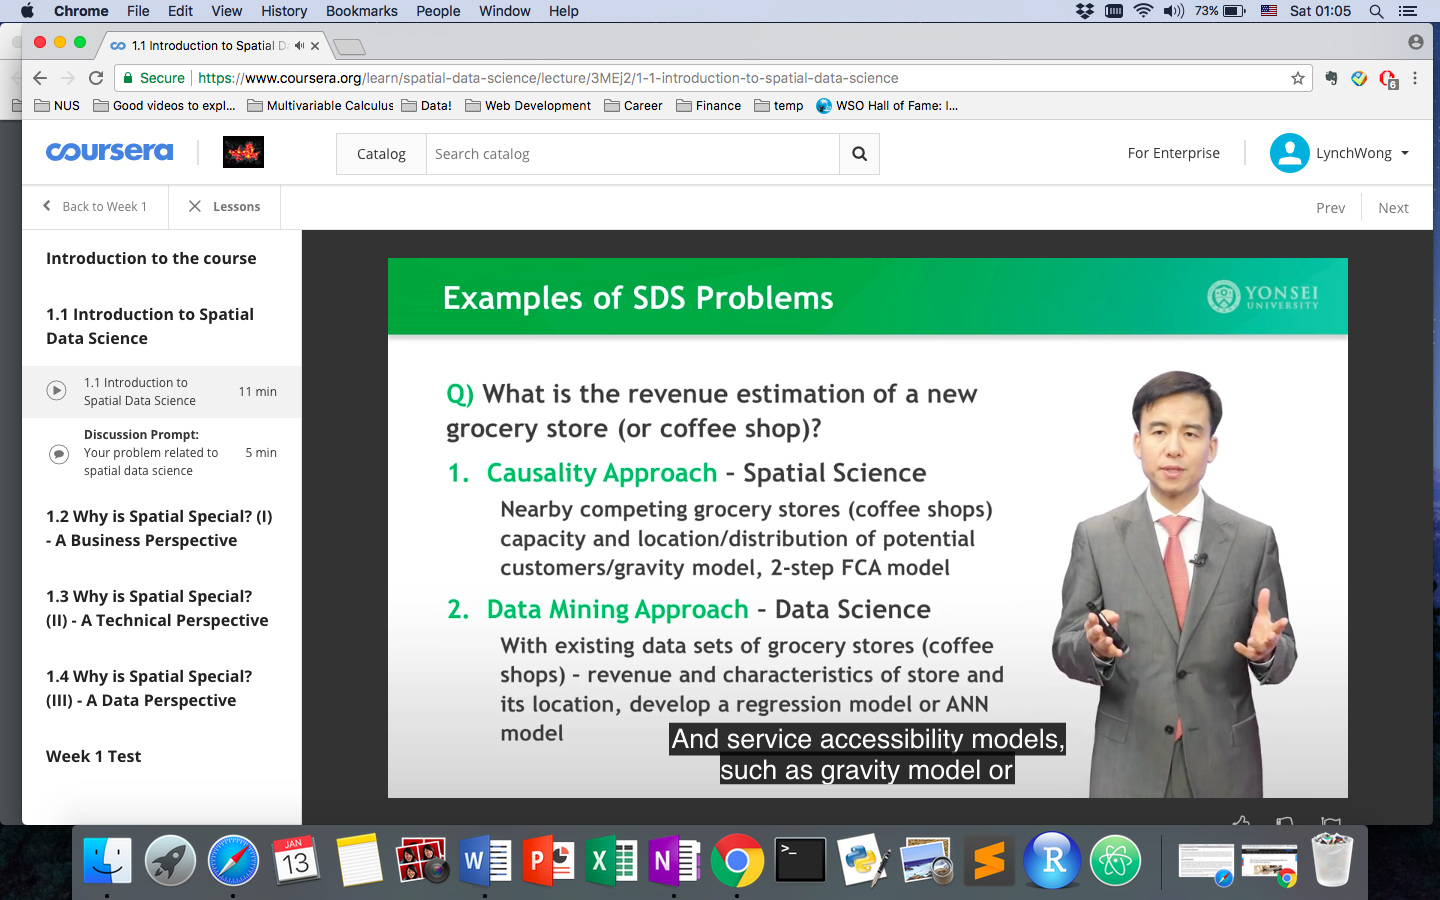 Chrome File Edit View History Bookmarks People Window Help 73% Sat 01:05
1.1 Introduction to Spatial Da
Secure https://www.coursera.org/learn/spatial-data-science/lecture/3MEj2/1-1-introduction-to-spatial-data-science 6
NUS Good videos to expl... Multivariable Calculus Data! Web Development Career Finance temp WSO Hall of Fame: I...
coursera Catalog Search catalog For Enterprise LynchWong
Back to Week 1 Lessons Prev Next
Introduction to the course
1.1 Introduction to Spatial
Data Science
1.1 Introduction to
Spatial Data Science
11 min
Discussion Prompt:
Your problem related to
spatial data science
5 min
1.2 Why is Spatial Special? (I)
- A Business Perspective
1.3 Why is Spatial Special?
(II) - A Technical Perspective
1.4 Why is Spatial Special?
(III) - A Data Perspective
Week 1 Test
Examples of SDS Problems
YONSEI
UNIVERSITY
Q) What is the revenue estimation of a new
grocery store (or coffee shop)?
1. Causality Approach – Spatial Science
Nearby competing grocery stores (coffee shops)
capacity and location/distribution of potential
customers/gravity model, 2-step FCA model
2. Data Mining Approach – Data Science
With existing data sets of grocery stores (coffee
shops) – revenue and characteristics of store and
its location, develop a regression model or ANN
model
And service accessibility models,
such as gravity model or
JAN
13
W P X N >_ S R